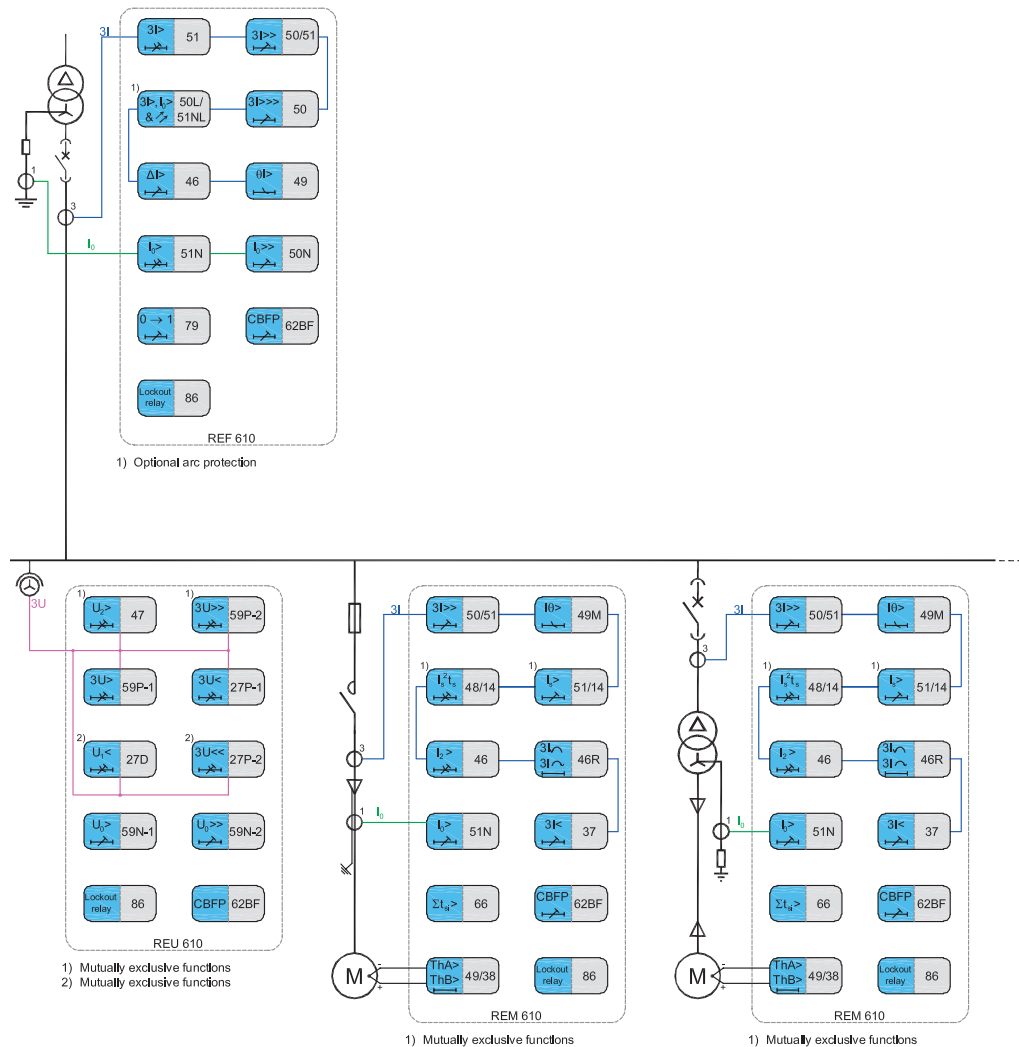 3I
3I>
51
3I>>
50/51
1)
3I>, I0>
50L/
& 
51NL
3I>>>
50
ΔI>
46
θI>
49
1
3
I0
I0>
51N
I0>>
50N
0 → 1
79
CBFP
62BF
Lockout
relay
86
REF 610
1) Optional arc protection
3U
1)
U2>
47
1)
3U>>
59P-2
3U>
59P-1
3U<
27P-1
2)
U1<
27D
2)
3U<<
27P-2
U0>
59N-1
U0>>
59N-2
Lockout
relay
86
CBFP
62BF
REU 610
1) Mutually exclusive functions
2) Mutually exclusive functions
3I
3I>>
50/51
Iθ>
49M
1)
Is²ts
48/14
1)
Is>
51/14
3
I2>
46
3I
3I
46R
1
I0
I0>
51N
3I<
37
Σtsi>
66
CBFP
62BF
M
-
+
ThA>
ThB>
49/38
Lockout
relay
86
REM 610
1) Mutually exclusive functions
3I
3
3I>>
50/51
Iθ>
49M
1)
Is²ts
48/14
1)
Is>
51/14
I2>
46
3I
3I
46R
1
I0
I0>
51N
3I<
37
Σtsi>
66
CBFP
62BF
M
-
+
ThA>
ThB>
49/38
Lockout
relay
86
REM 610
1) Mutually exclusive functions